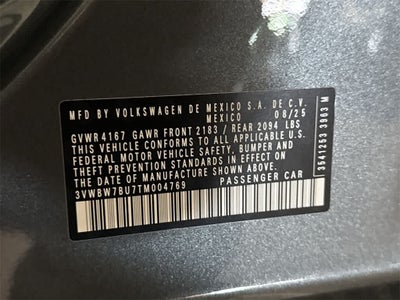 MFD BY VOLKSWAGEN DE MEXICO S.A. DE C.V.
MEXICO 08/25
GVWR 4167 GAWR FRONT 2183 / REAR 2094 LBS
THIS VEHICLE CONFORMS TO ALL APPLICABLE
FEDERAL MOTOR VEHICLE SAFETY, BUMPER AND
THEFT PREVENTION STANDARDS IN EFFECT ON
THE DATE OF MANUFACTURE SHOWN ABOVE.
3VWBW7BU7TM004769
PASSENGER CAR
3641253 3963 M